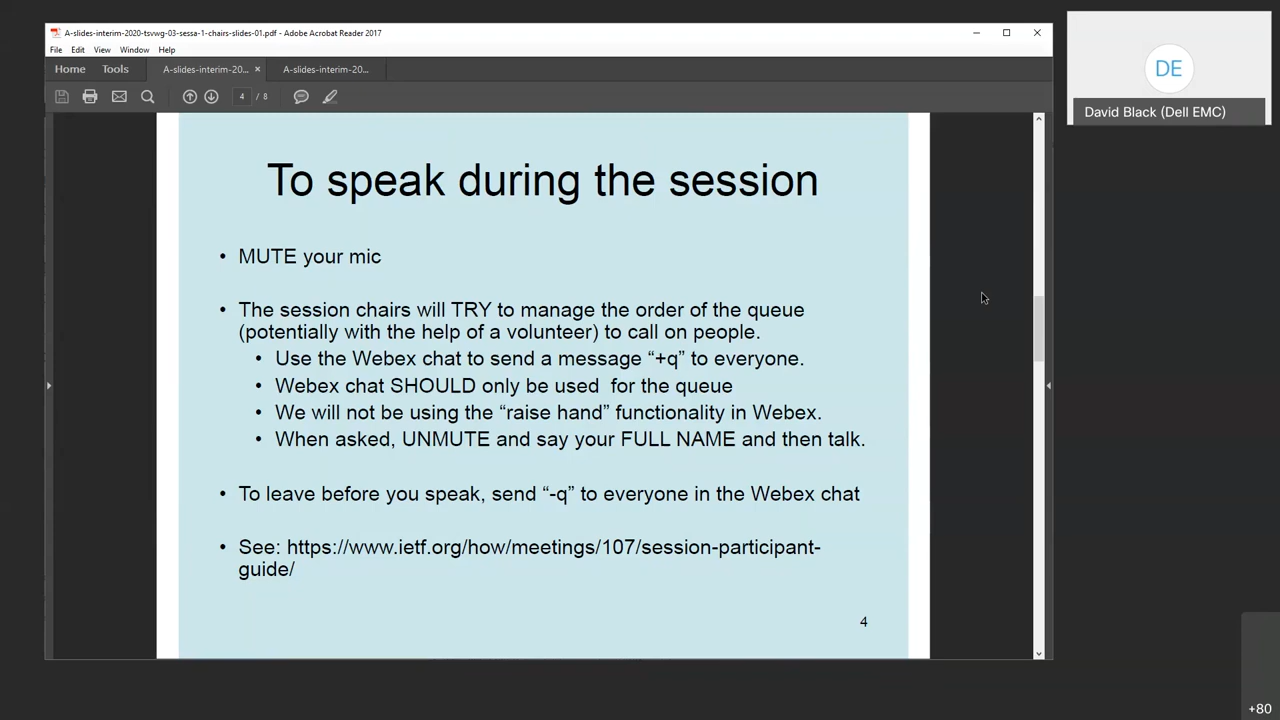 A-slides-interim-2020-tsvwg-03-sessa-1-chairs-slides-01.pdf - Adobe Acrobat Reader 2017
File Edit View Window Help
Home Tools A-slides-interim-20... × A-slides-interim-20...
4 / 8
To speak during the session
• MUTE your mic
• The session chairs will TRY to manage the order of the queue
(potentially with the help of a volunteer) to call on people.
• Use the Webex chat to send a message “+q” to everyone.
• Webex chat SHOULD only be used for the queue
• We will not be using the “raise hand” functionality in Webex.
• When asked, UNMUTE and say your FULL NAME and then talk.
• To leave before you speak, send “-q” to everyone in the Webex chat
• See: https://www.ietf.org/how/meetings/107/session-participant-
guide/
4
DE
David Black (Dell EMC)
+80